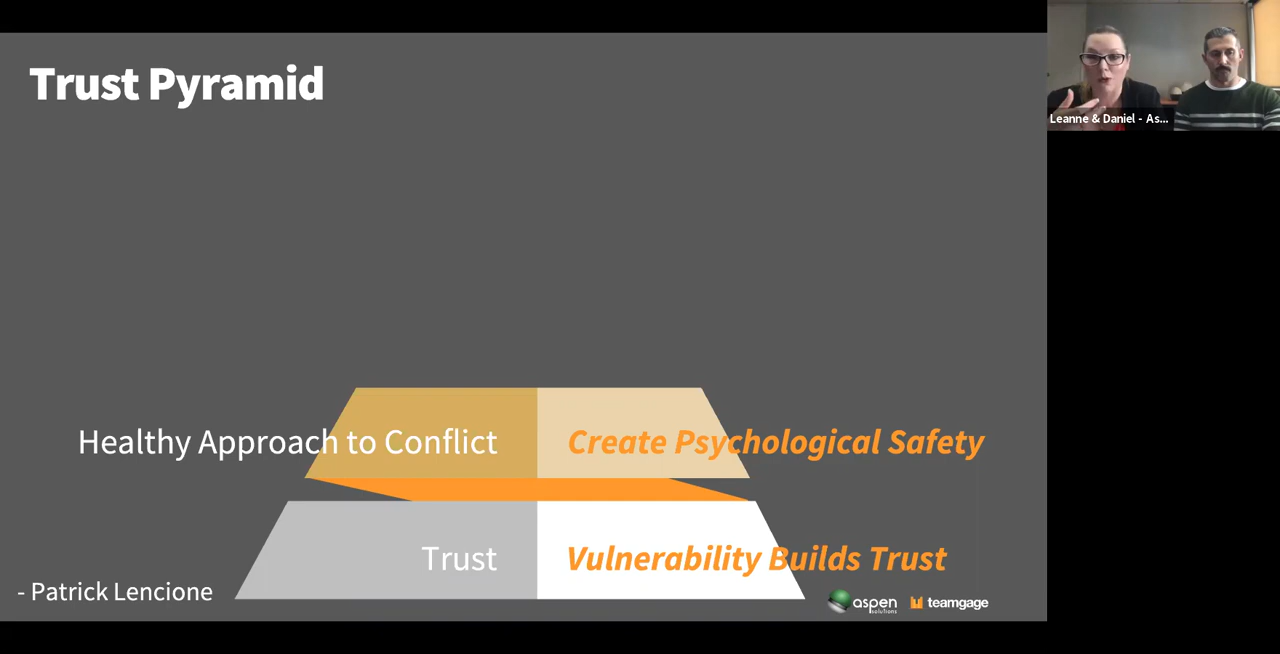 Trust Pyramid
Leanne & Daniel - As...
Healthy Approach to Conflict
Create Psychological Safety
Trust
Vulnerability Builds Trust
- Patrick Lencione
aspen
solutions
teamgage